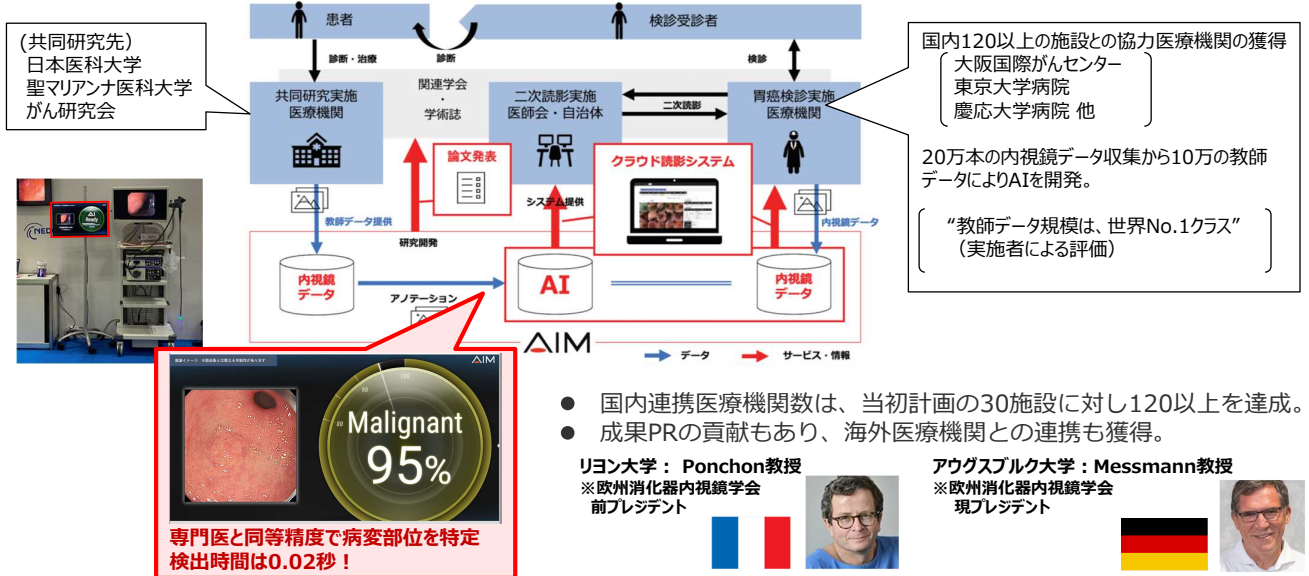 患者
検診受診者
(共同研究先)
日本医科大学
聖マリアンナ医科大学
がん研究会
診断・治療
診断
検診
関連学会
・
学術誌
共同研究実施
医療機関
二次読影実施
医師会・自治体
二次読影
胃癌検診実施
医療機関
国内120以上の施設との協力医療機関の獲得
大阪国際がんセンター
東京大学病院
慶応大学病院 他
20万本の内視鏡データ収集から10万の教師
データによりAIを開発。
“教師データ規模は、世界No.1クラス”
（実施者による評価）
論文発表
クラウド読影システム
教師データ提供
研究開発
システム提供
内視鏡データ
内視鏡
データ
アノテーション
AI
内視鏡
データ
AIM
データ
サービス・情報
NEDO
AI
Ready
AIM
80
90
100
Malignant
95%
専門医と同等精度で病変部位を特定
検出時間は0.02秒！
● 国内連携医療機関数は、当初計画の30施設に対し120以上を達成。
● 成果PRの貢献もあり、海外医療機関との連携も獲得。
リヨン大学： Ponchon教授
※欧州消化器内視鏡学会
前プレジデント
アウグスブルク大学：Messmann教授
※欧州消化器内視鏡学会
現プレジデント